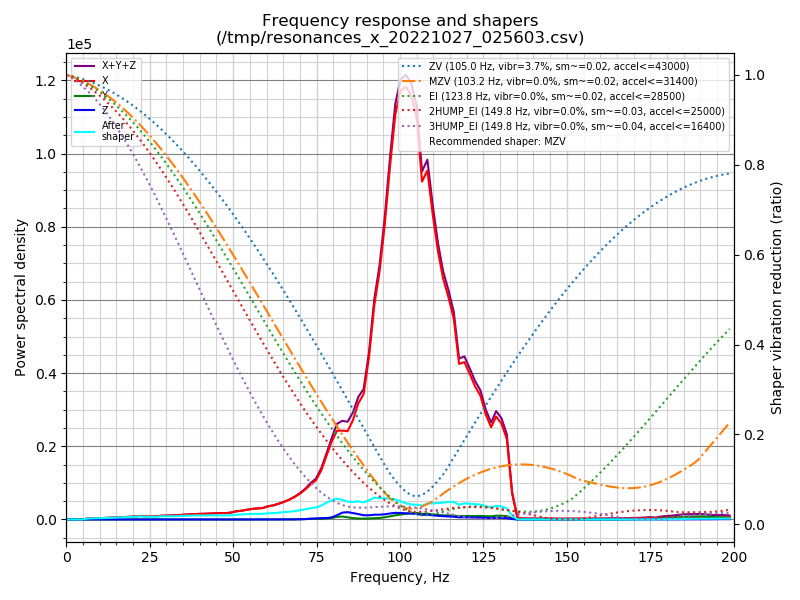 Frequency response and shapers
(/tmp/resonances_x_20221027_025603.csv)
1e5
X+Y+Z
X
Y
Z
After
shaper
ZV (105.0 Hz, vibr=3.7%, sm~=0.02, accel<=43000)
MZV (103.2 Hz, vibr=0.0%, sm~=0.02, accel<=31400)
EI (123.8 Hz, vibr=0.0%, sm~=0.02, accel<=28500)
2HUMP_EI (149.8 Hz, vibr=0.0%, sm~=0.03, accel<=25000)
3HUMP_EI (149.8 Hz, vibr=0.0%, sm~=0.04, accel<=16400)
Recommended shaper: MZV
Power spectral density
1.2
1.0
0.8
0.6
0.4
0.2
0.0
1.0
0.8
0.6
0.4
0.2
0.0
Shaper vibration reduction (ratio)
0 25 50 75 100 125 150 175 200
Frequency, Hz